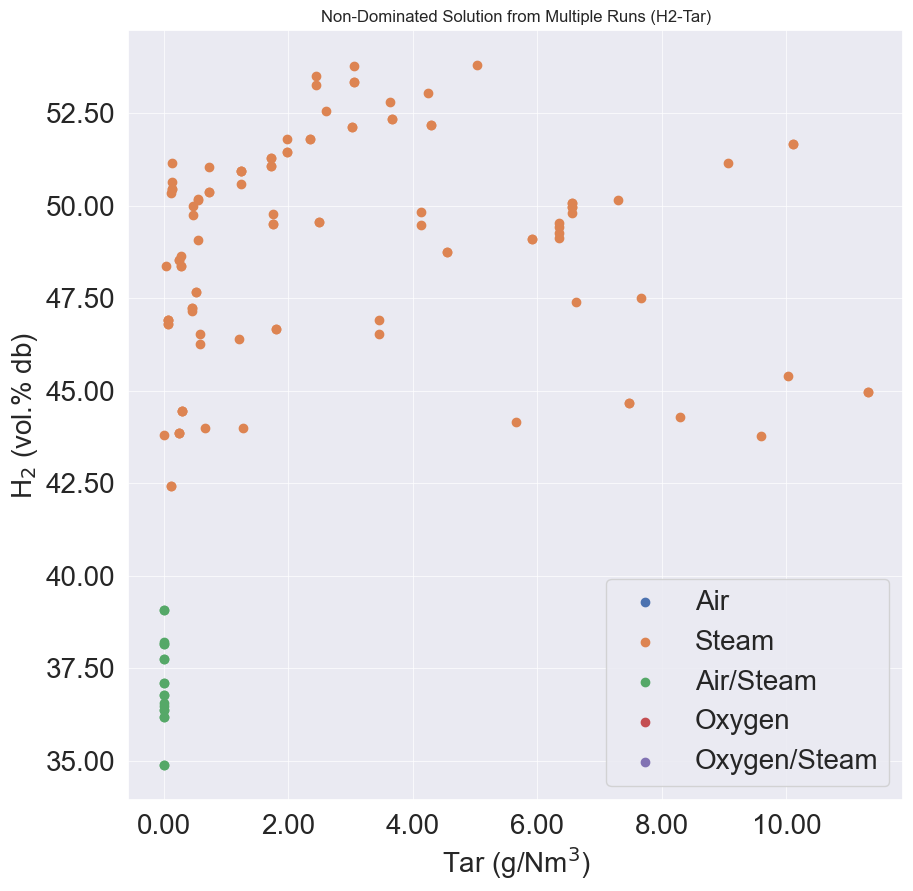 Non-Dominated Solution from Multiple Runs (H2-Tar)
H₂ (vol.% db)
52.50
50.00
47.50
45.00
42.50
40.00
37.50
35.00
Air
Steam
Air/Steam
Oxygen
Oxygen/Steam
0.00 2.00 4.00 6.00 8.00 10.00
Tar (g/Nm³)